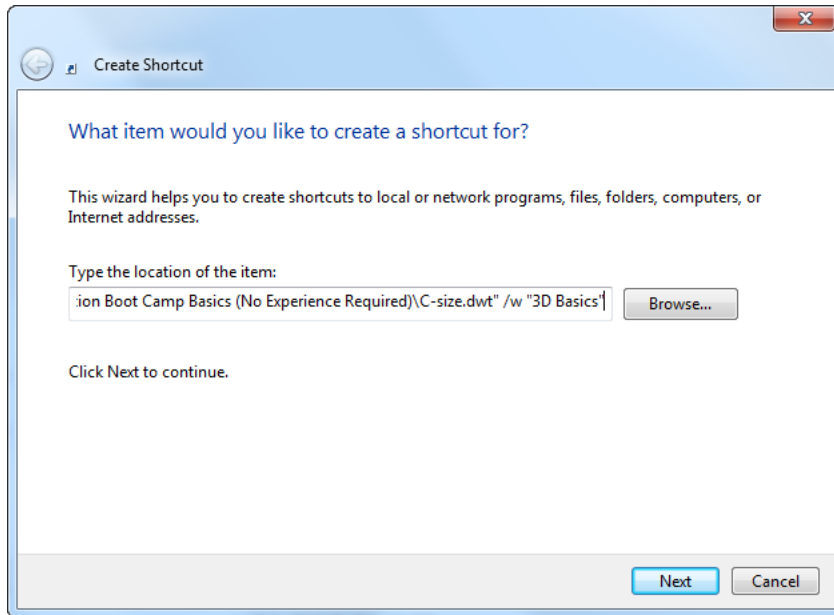 Create Shortcut
What item would you like to create a shortcut for?
This wizard helps you to create shortcuts to local or network programs, files, folders, computers, or
Internet addresses.
Type the location of the item:
:ion Boot Camp Basics (No Experience Required)\C-size.dwt" /w "3D Basics"
Browse...
Click Next to continue.
Next
Cancel